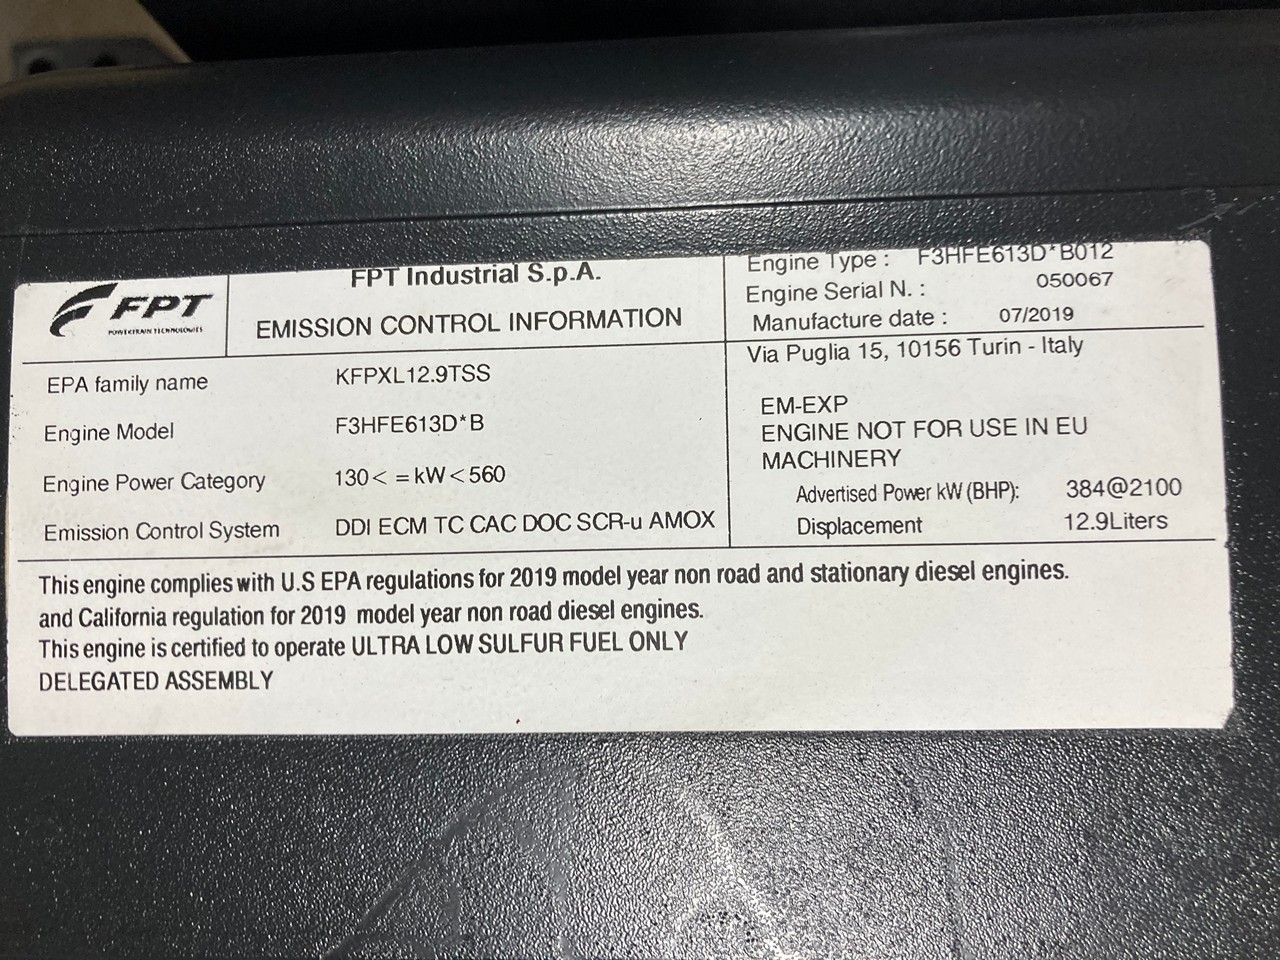 FPT
POWERTRAIN TECHNOLOGIES
FPT Industrial S.p.A.
EMISSION CONTROL INFORMATION
Engine Type : F3HFE613D*B012
Engine Serial N. : 050067
Manufacture date : 07/2019
EPA family name KFPXL12.9TSS
Engine Model F3HFE613D*B
Engine Power Category 130< =kW<560
Emission Control System DDI ECM TC CAC DOC SCR-u AMOX
Via Puglia 15, 10156 Turin - Italy
EM-EXP
ENGINE NOT FOR USE IN EU
MACHINERY
Advertised Power kW (BHP): 384@2100
Displacement 12.9Liters
This engine complies with U.S EPA regulations for 2019 model year non road and stationary diesel engines.
and California regulation for 2019 model year non road diesel engines.
This engine is certified to operate ULTRA LOW SULFUR FUEL ONLY
DELEGATED ASSEMBLY